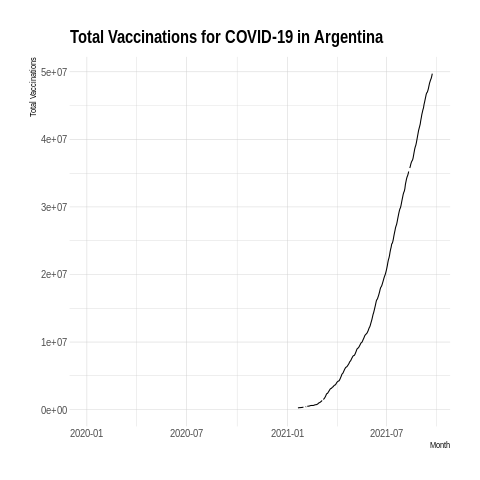 Total Vaccinations for COVID-19 in Argentina
Total Vaccinations
5e+07
4e+07
3e+07
2e+07
1e+07
0e+00
2020-01 2020-07 2021-01 2021-07
Month